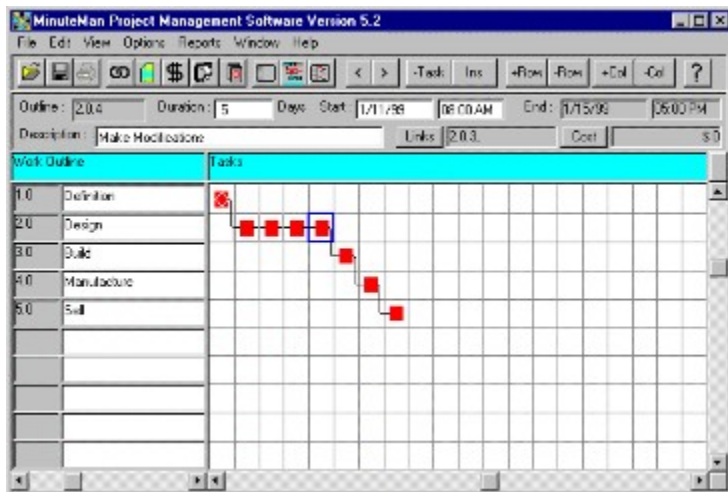 MinuteMan Project Management Software Version 5.2
File Edit View Options Reports Window Help
$ < > -Task Ins +Row -Row +Col -Col ?
Outline: 2.0.4 Duration: 5 Days Start: 1/11/99 08:00 AM End: 1/15/99 05:00 PM
Description: Make Modifications Links 2.0.3. Cost $0
Work Outline Tasks
1.0 Definition
2.0 Design
3.0 Build
4.0 Manufacture
5.0 Sell